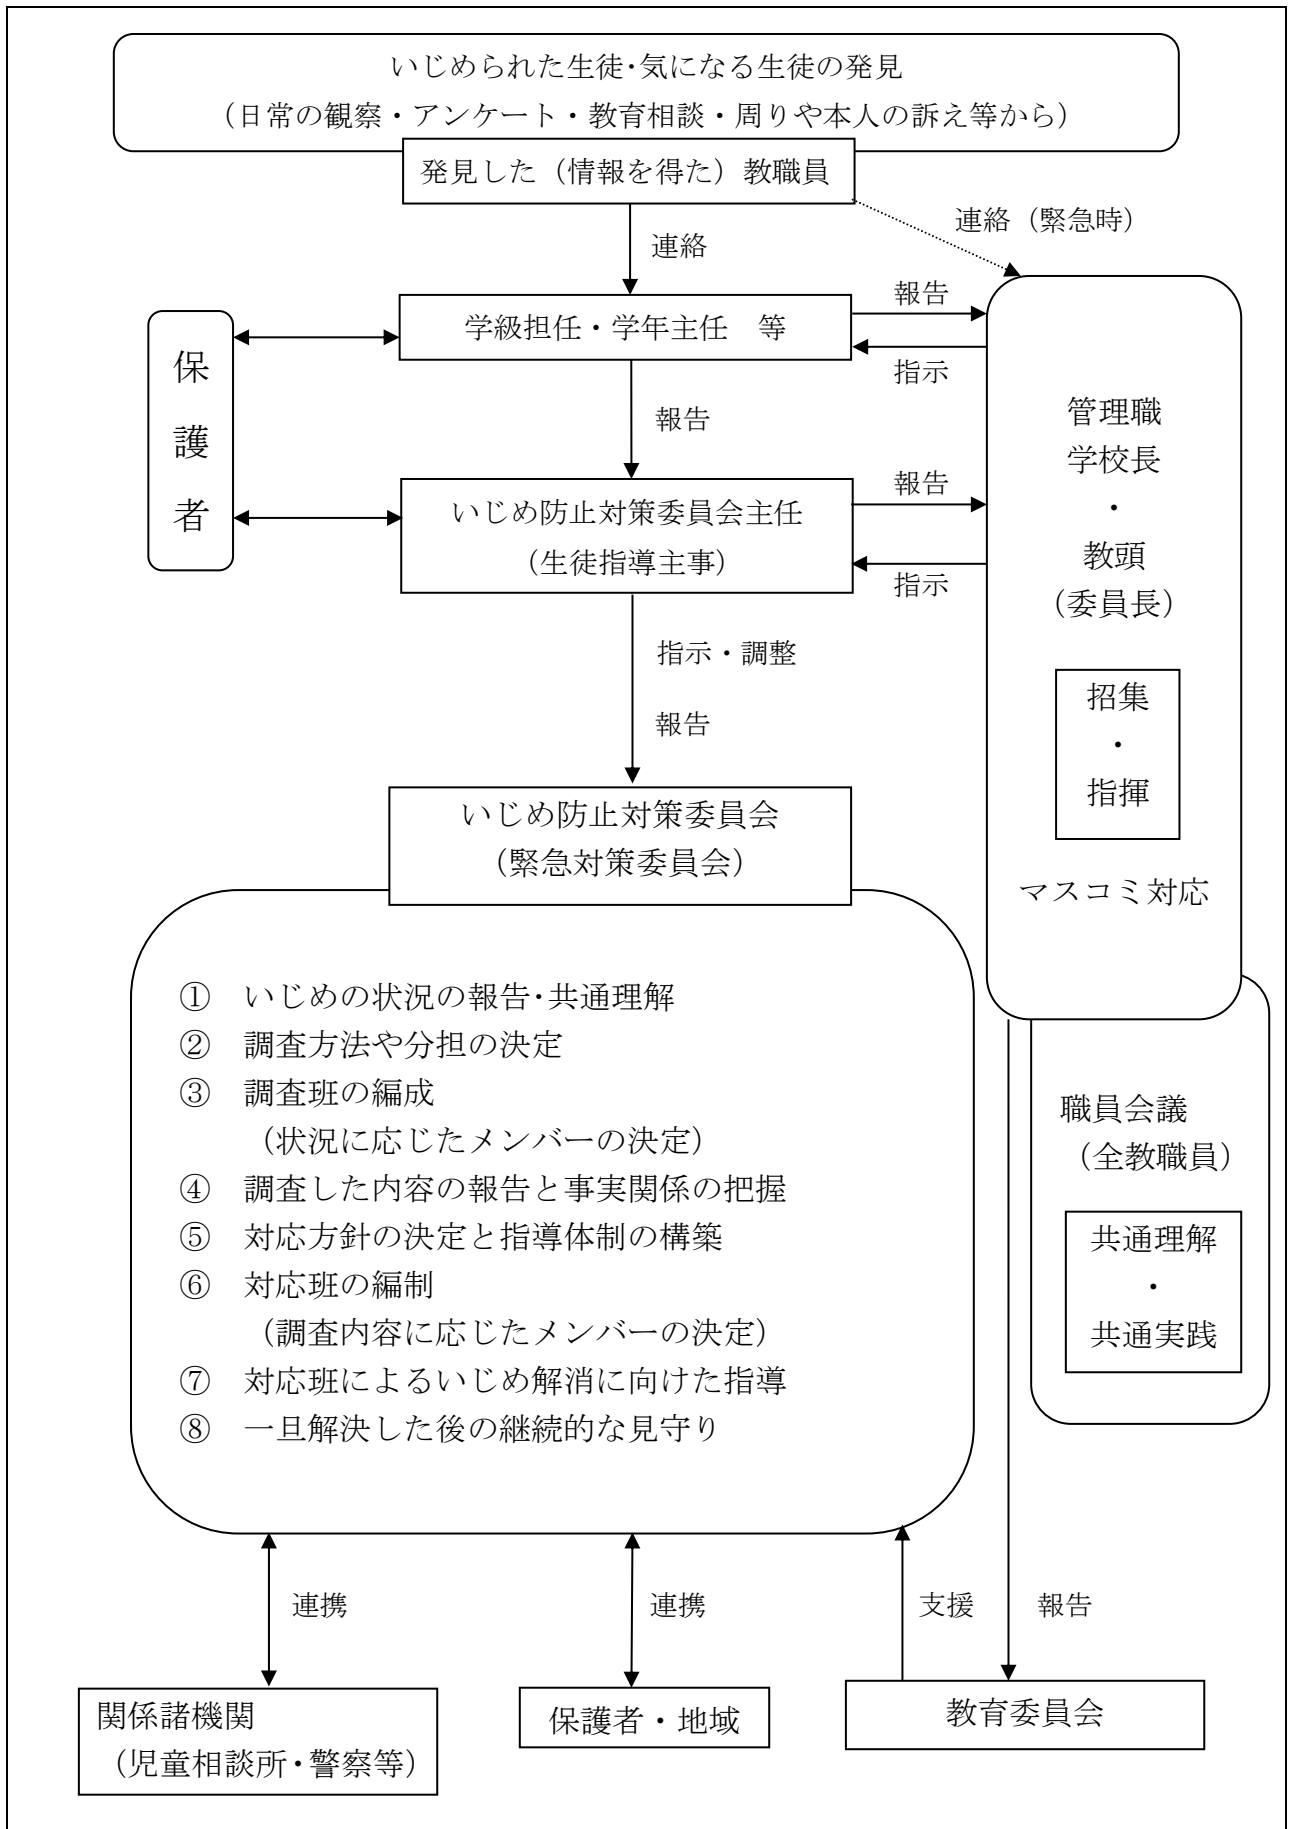 いじめられた生徒･気になる生徒の発見
（日常の観察・アンケート・教育相談・周りや本人の訴え等から）
発見した（情報を得た）教職員
連絡（緊急時）
連絡
報告
学級担任・学年主任　等
指示
保
護
者
報告
報告
いじめ防止対策委員会主任
（生徒指導主事）
指示
管理職
学校長
・
教頭
（委員長）
招集
・
指揮
マスコミ対応
指示・調整
報告
いじめ防止対策委員会
（緊急対策委員会）
①　いじめの状況の報告･共通理解
②　調査方法や分担の決定
③　調査班の編成
（状況に応じたメンバーの決定）
④　調査した内容の報告と事実関係の把握
⑤　対応方針の決定と指導体制の構築
⑥　対応班の編制
（調査内容に応じたメンバーの決定）
⑦　対応班によるいじめ解消に向けた指導
⑧　一旦解決した後の継続的な見守り
職員会議
（全教職員）
共通理解
・
共通実践
連携
連携
支援
報告
関係諸機関
（児童相談所･警察等）
保護者・地域
教育委員会